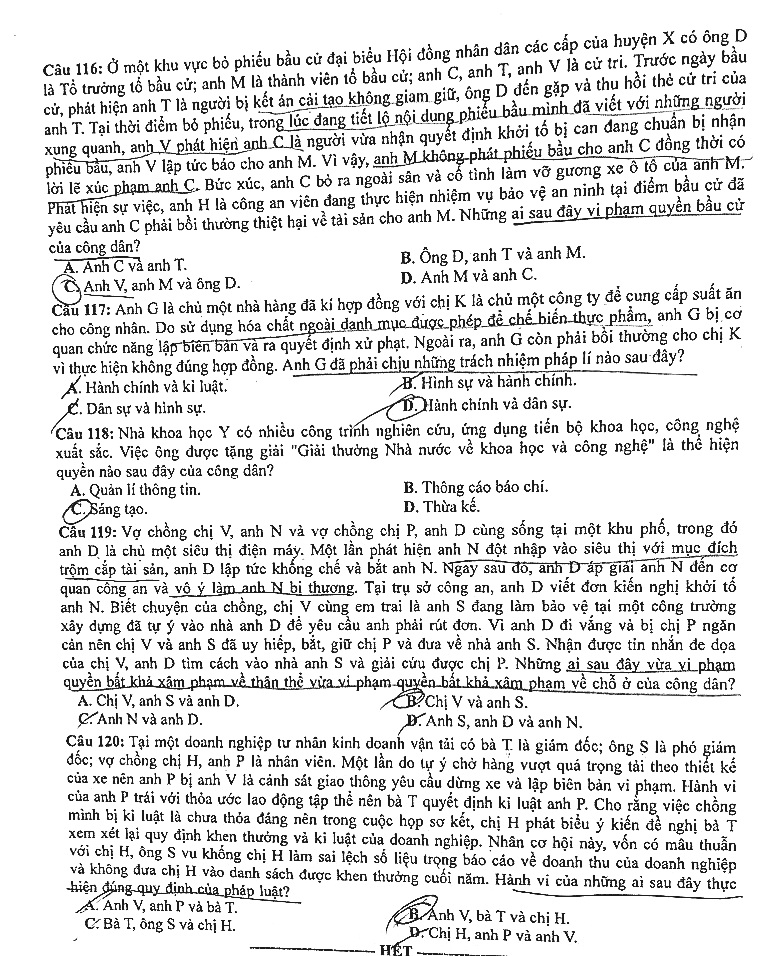 Câu 116: Ở một khu vực bỏ phiếu bầu cử đại biểu Hội đồng nhân dân các cấp của huyện X có ông D
là Tổ trưởng tổ bầu cử; anh M là thành viên tổ bầu cử; anh C, anh T, anh V là cử tri. Trước ngày bầu
cử, phát hiện anh T là người bị kết án cải tạo không giam giữ, ông D đến gặp và thu hồi thẻ cử tri của
anh T. Tại thời điểm bỏ phiếu, trong lúc đang tiết lộ nội dung phiếu bầu mình đã viết với những người
xung quanh, anh V phát hiện anh C là người vừa nhận quyết định khởi tố bị can đang chuẩn bị nhận
phiếu bầu, anh V lập tức báo cho anh M. Vì vậy, anh M không phát phiếu bầu cho anh C đồng thời có
lời lẽ xúc phạm anh C. Bức xúc, anh C bỏ ra ngoài sân và cố tình làm vỡ gương xe ô tô của anh M.
Phát hiện sự việc, anh H là công an viên đang thực hiện nhiệm vụ bảo vệ an ninh tại điểm bầu cử đã
yêu cầu anh C phải bồi thường thiệt hại về tài sản cho anh M. Những ai sau đây vi phạm quyền bầu cử
của công dân?
A. Anh C và anh T.
B. Ông D, anh T và anh M.
C. Anh V, anh M và ông D.
D. Anh M và anh C.
Câu 117: Anh G là chủ một nhà hàng đã kí hợp đồng với chị K là chủ một công ty để cung cấp suất ăn
cho công nhân. Do sử dụng hóa chất ngoài danh mục được phép để chế biến thực phẩm, anh G bị cơ
quan chức năng lập biên bản và ra quyết định xử phạt. Ngoài ra, anh G còn phải bồi thường cho chị K
vì thực hiện không đúng hợp đồng. Anh G đã phải chịu những trách nhiệm pháp lí nào sau đây?
A. Hành chính và kỉ luật.
B. Hình sự và hành chính.
C. Dân sự và hình sự.
D. Hành chính và dân sự.
Câu 118: Nhà khoa học Y có nhiều công trình nghiên cứu, ứng dụng tiến bộ khoa học, công nghệ
xuất sắc. Việc ông được tặng giải "Giải thưởng Nhà nước về khoa học và công nghệ" là thể hiện
quyền nào sau đây của công dân?
A. Quản lí thông tin.
B. Thông cáo báo chí.
C. Sáng tạo.
D. Thừa kế.
Câu 119: Vợ chồng chị V, anh N và vợ chồng chị P, anh D cùng sống tại một khu phố, trong đó
anh D là chủ một siêu thị điện máy. Một lần phát hiện anh N đột nhập vào siêu thị với mục đích
trộm cắp tài sản, anh D lập tức khống chế và bắt anh N. Ngay sau đó, anh D áp giải anh N đến cơ
quan công an và vô ý làm anh N bị thương. Tại trụ sở công an, anh D viết đơn kiến nghị khởi tố
anh N. Biết chuyện của chồng, chị V cùng em trai là anh S đang làm bảo vệ tại một công trường
xây dựng đã tự ý vào nhà anh D để yêu cầu anh phải rút đơn. Vì anh D đi vắng và bị chị P ngăn
cản nên chị V và anh S đã uy hiếp, bắt, giữ chị P và đưa về nhà anh S. Nhận được tin nhắn đe dọa
của chị V, anh D tìm cách vào nhà anh S và giải cứu được chị P. Những ai sau đây vừa vi phạm
quyền bất khả xâm phạm về thân thể vừa vi phạm quyền bất khả xâm phạm về chỗ ở của công dân?
A. Chị V, anh S và anh D.
B. Chị V và anh S.
C. Anh N và anh D.
D. Anh S, anh D và anh N.
Câu 120: Tại một doanh nghiệp tư nhân kinh doanh vận tải có bà T là giám đốc; ông S là phó giám
đốc; vợ chồng chị H, anh P là nhân viên. Một lần do tự ý chở hàng vượt quá trọng tải theo thiết kế
của xe nên anh P bị anh V là cảnh sát giao thông yêu cầu dừng xe và lập biên bản vi phạm. Hành vi
của anh P trái với thỏa ước lao động tập thể nên bà T quyết định kỉ luật anh P. Cho rằng việc chồng
mình bị kỉ luật là chưa thỏa đáng nên trong cuộc họp sơ kết, chị H phát biểu ý kiến đề nghị bà T
xem xét lại quy định khen thưởng và kỉ luật của doanh nghiệp. Nhân cơ hội này, vốn có mâu thuẫn
với chị H, ông S vu khống chị H làm sai lệch số liệu trọng báo cáo về doanh thu của doanh nghiệp
và không đưa chị H vào danh sách được khen thưởng cuối năm. Hành vi của những ai sau đây thực
hiện đúng quy định của pháp luật?
A. Anh V, anh P và bà T.
B. Anh V, bà T và chị H.
C. Bà T, ông S và chị H.
D. Chị H, anh P và anh V.
HẾT